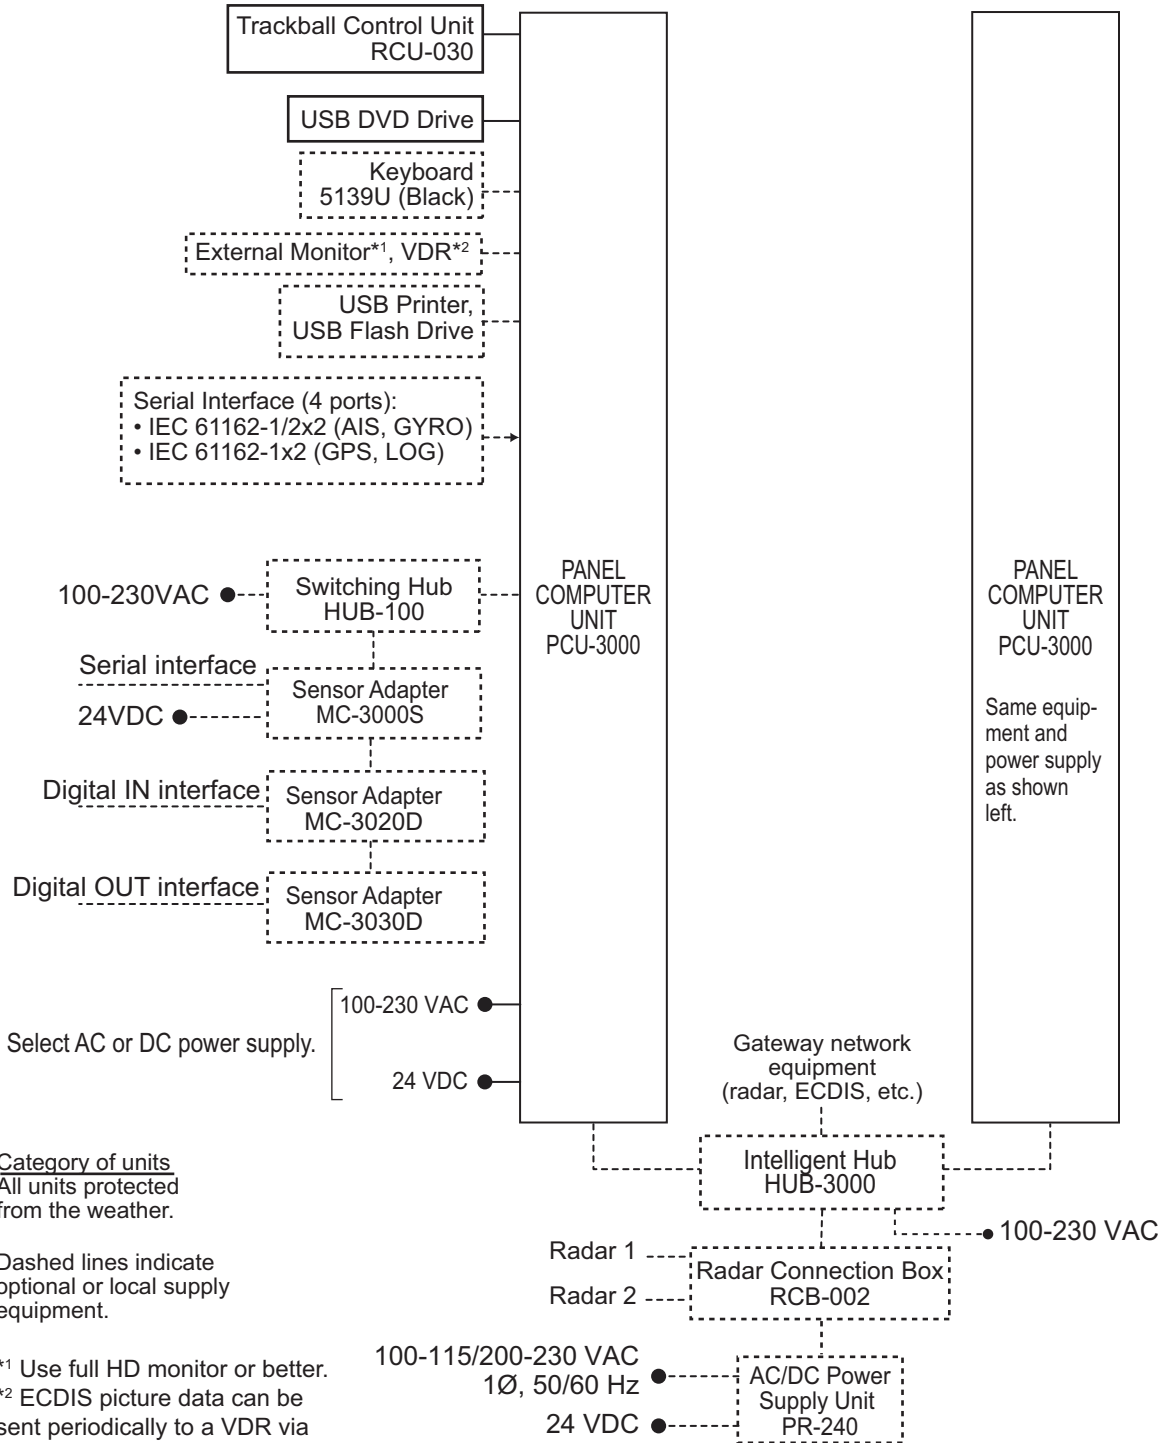 Trackball Control Unit
RCU-030
USB DVD Drive
Keyboard
5139U (Black)
External Monitor*1, VDR*2
USB Printer,
USB Flash Drive
Serial Interface (4 ports):
• IEC 61162-1/2x2 (AIS, GYRO)
• IEC 61162-1x2 (GPS, LOG)
100-230VAC
Switching Hub
HUB-100
Serial interface
24VDC
Sensor Adapter
MC-3000S
Digital IN interface
Sensor Adapter
MC-3020D
Digital OUT interface
Sensor Adapter
MC-3030D
PANEL
COMPUTER
UNIT
PCU-3000
PANEL
COMPUTER
UNIT
PCU-3000
Same equip-
ment and
power supply
as shown
left.
Select AC or DC power supply.
100-230 VAC
24 VDC
Gateway network
equipment
(radar, ECDIS, etc.)
Intelligent Hub
HUB-3000
100-230 VAC
Radar 1
Radar 2
Radar Connection Box
RCB-002
100-115/200-230 VAC
1Ø, 50/60 Hz
24 VDC
AC/DC Power
Supply Unit
PR-240
Category of units
All units protected
from the weather.
Dashed lines indicate
optional or local supply
equipment.
*1 Use full HD monitor or better.
*2 ECDIS picture data can be
sent periodically to a VDR via